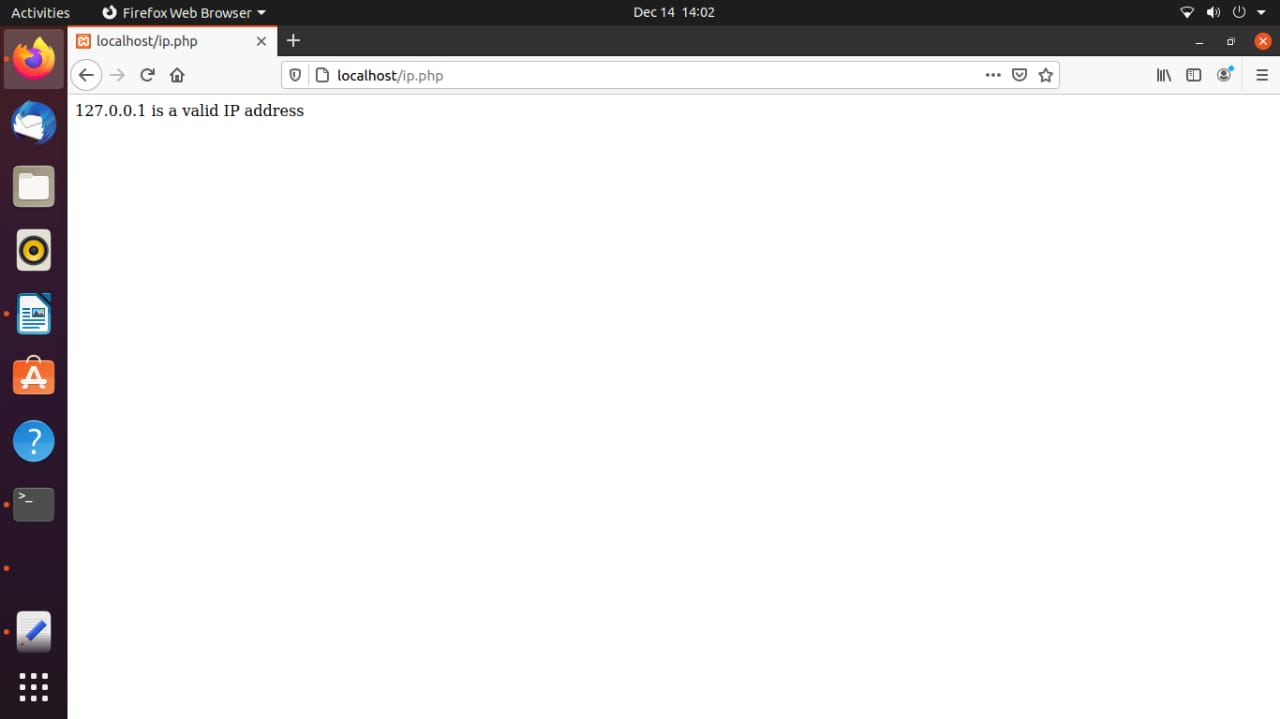 Activities Firefox Web Browser Dec 14 14:02
localhost/ip.php
localhost/ip.php
127.0.0.1 is a valid IP address
>_